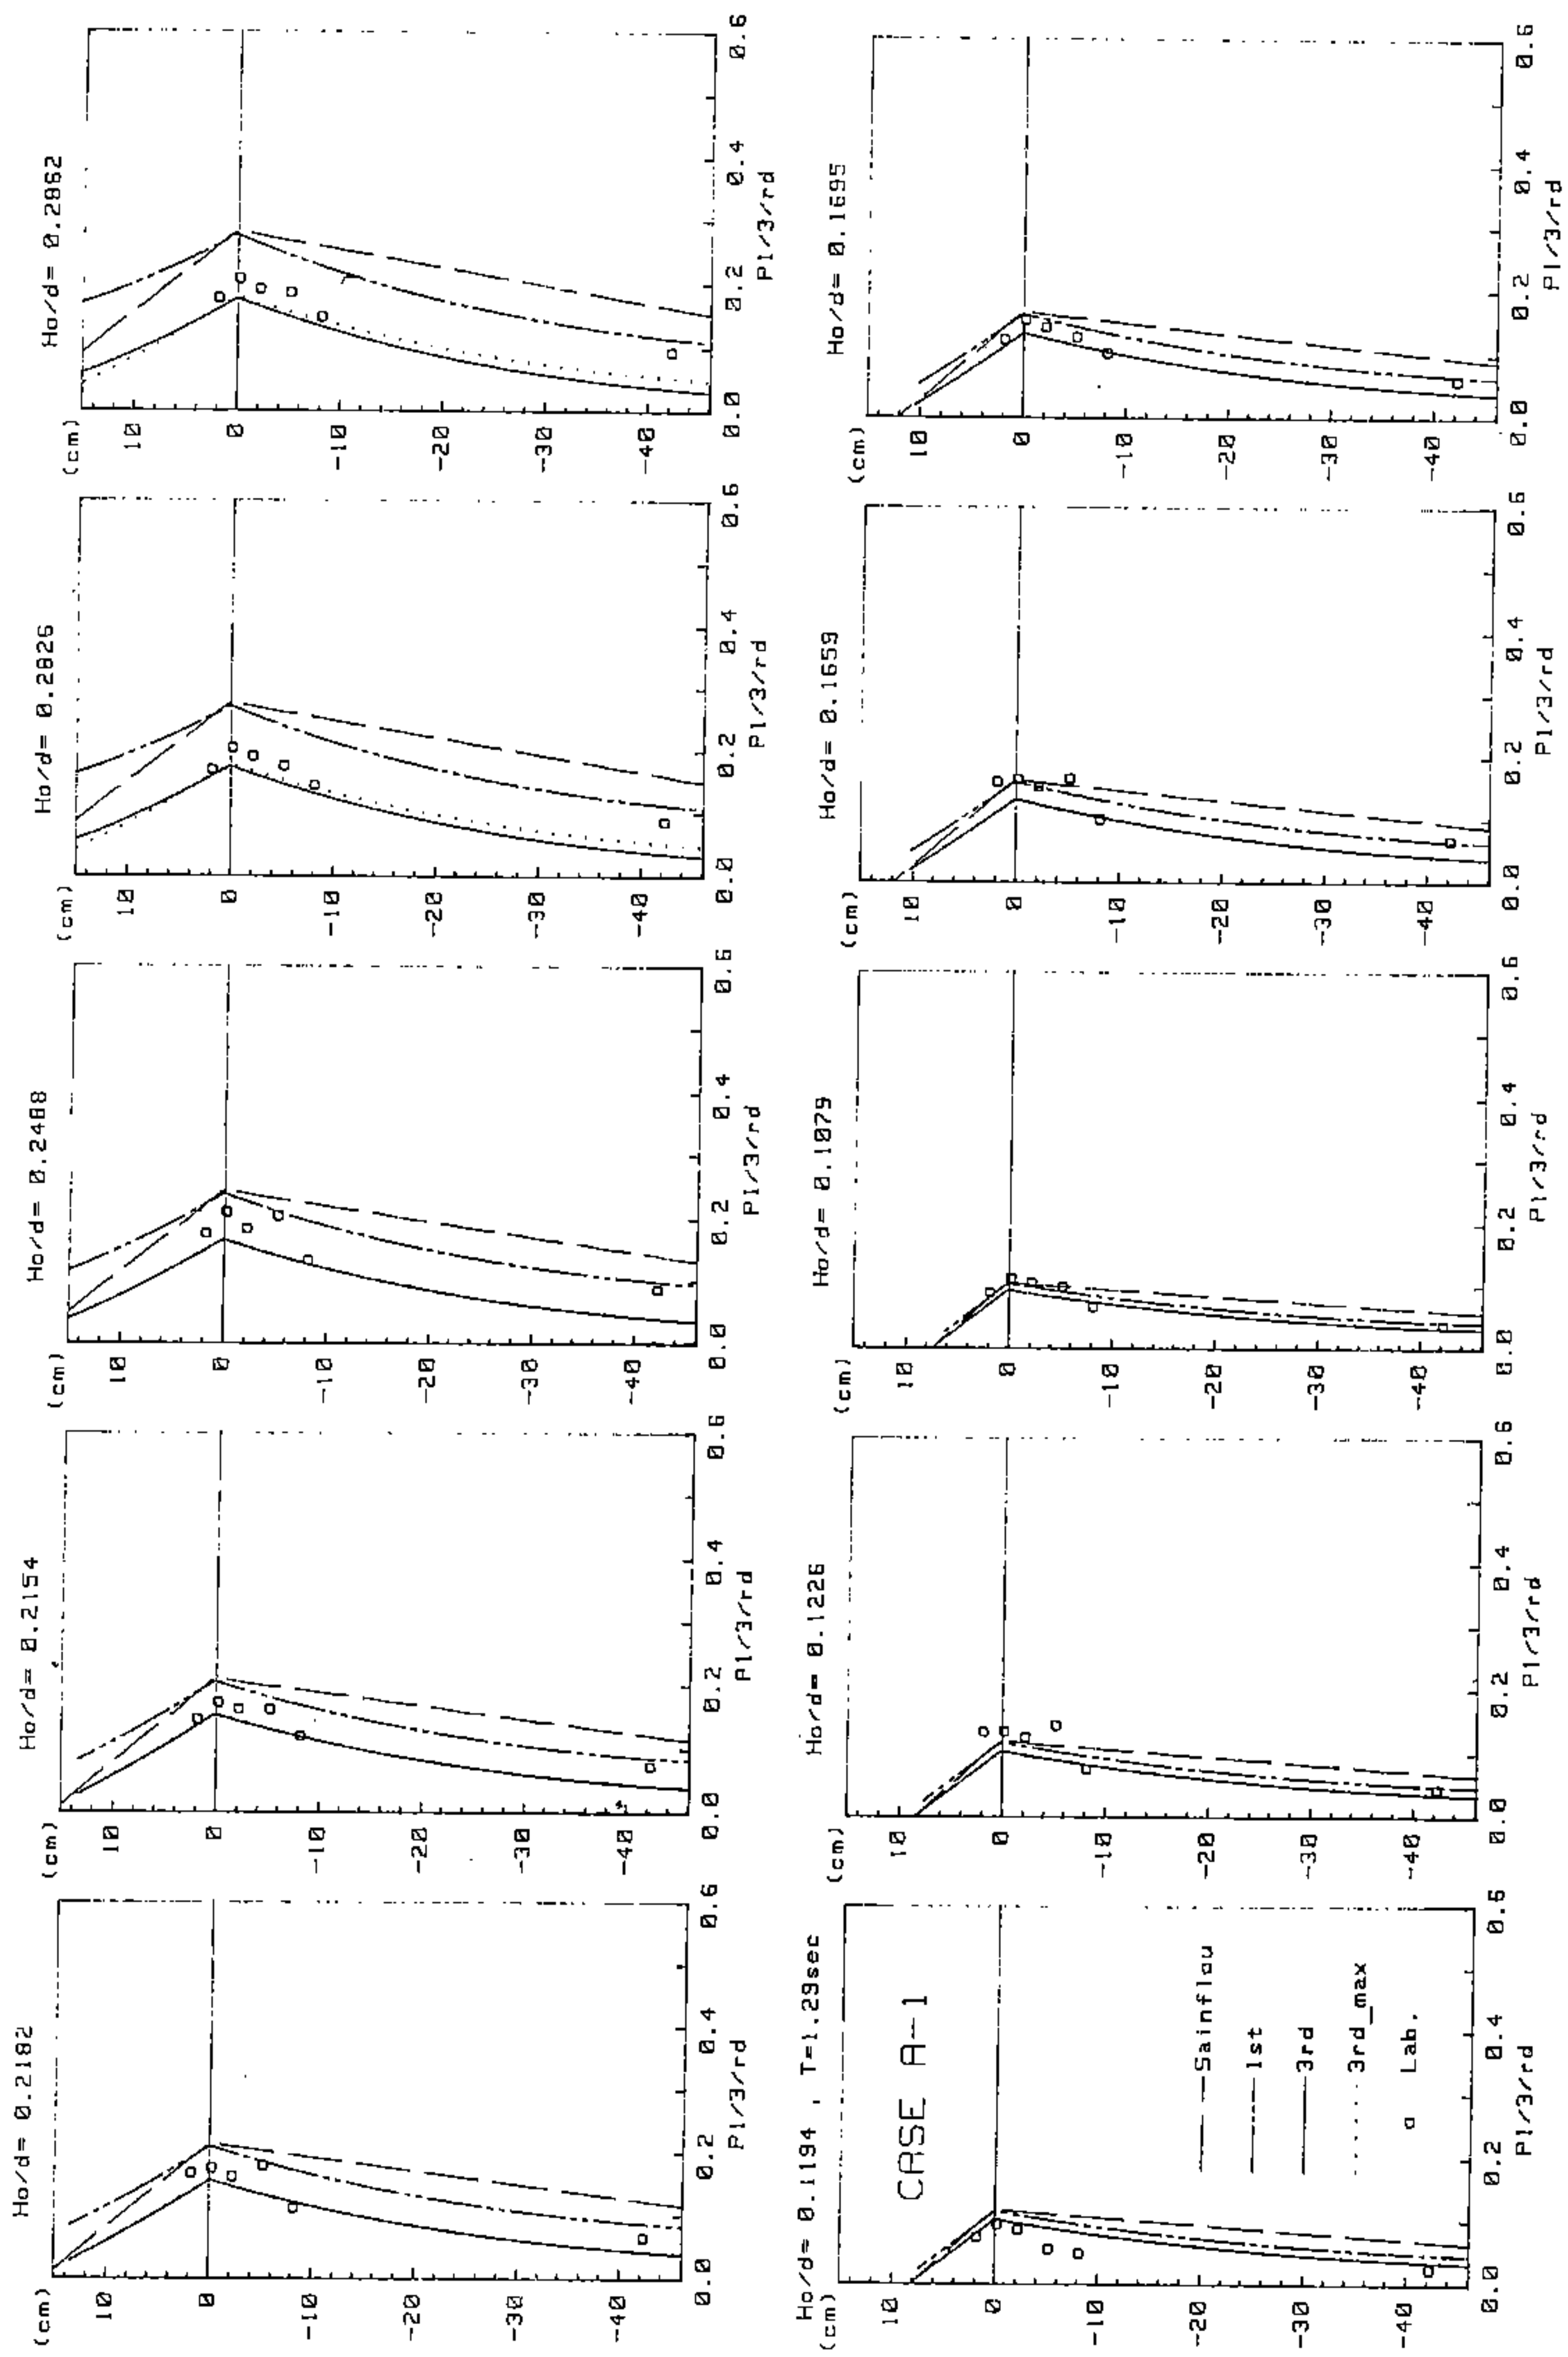 Ho/d= 0.2182
(cm)
10
0
-10
-20
-30
-40
0.0 0.2 0.4 0.6
P1/3/rd
Ho/d= 0.2154
(cm)
10
0
-10
-20
-30
-40
0.0 0.2 0.4 0.6
P1/3/rd
Ho/d= 0.2488
(cm)
10
0
-10
-20
-30
-40
0.0 0.2 0.4 0.6
P1/3/rd
Ho/d= 0.2826
(cm)
10
0
-10
-20
-30
-40
0.0 0.2 0.4 0.6
P1/3/rd
Ho/d= 0.2862
(cm)
10
0
-10
-20
-30
-40
0.0 0.2 0.4 0.6
P1/3/rd
Ho/d= 0.1194 , T=1.29sec
(cm)
10
0
-10
-20
-30
-40
CASE A-1
Sainflou
1st
3rd
3rd_max
Lab.
0.0 0.2 0.4 0.6
P1/3/rd
Ho/d= 0.1226
(cm)
10
0
-10
-20
-30
-40
0.0 0.2 0.4 0.6
P1/3/rd
Ho/d= 0.1079
(cm)
10
0
-10
-20
-30
-40
0.0 0.2 0.4 0.6
P1/3/rd
Ho/d= 0.1659
(cm)
10
0
-10
-20
-30
-40
0.0 0.2 0.4 0.6
P1/3/rd
Ho/d= 0.1695
(cm)
10
0
-10
-20
-30
-40
0.0 0.2 0.4 0.6
P1/3/rd